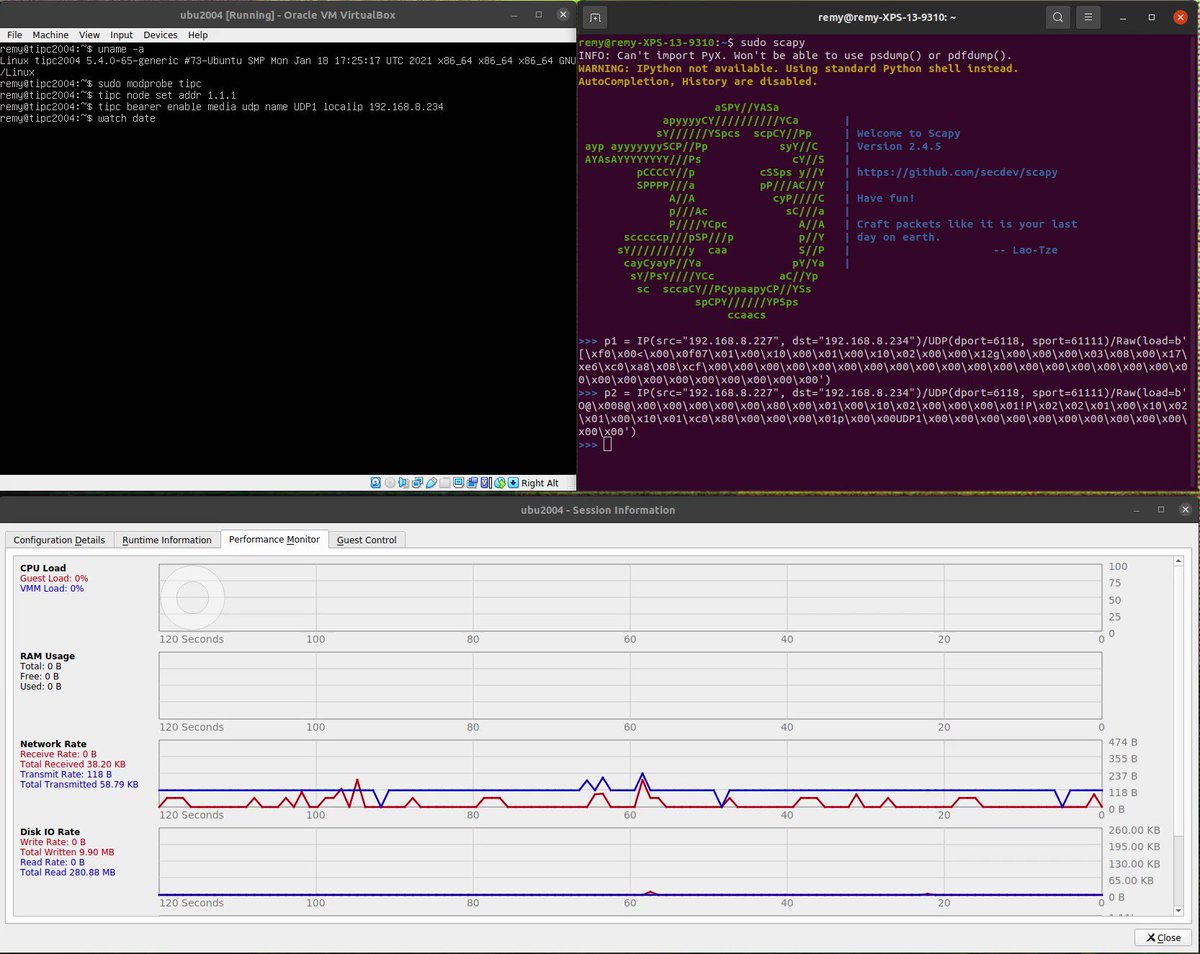 ubu2004 [Running] - Oracle VM VirtualBox
File Machine View Input Devices Help
remy@tipc2004:~$ uname -a
Linux tipc2004 5.4.0-65-generic #73-Ubuntu SMP Mon Jan 18 17:25:17 UTC 2021 x86_64 x86_64 x86_64 GNU
/Linux
remy@tipc2004:~$ sudo modprobe tipc
remy@tipc2004:~$ tipc node set addr 1.1.1
remy@tipc2004:~$ tipc bearer enable media udp name UDP1 localip 192.168.8.234
remy@tipc2004:~$ watch date
Right Alt
remy@remy-XPS-13-9310: ~
remy@remy-XPS-13-9310:~$ sudo scapy
INFO: Can't import PyX. Won't be able to use psdump() or pdfdump().
WARNING: IPython not available. Using standard Python shell instead.
AutoCompletion, History are disabled.
aSPY//YASa
apyyyyCY//////////YCa |
sY//////YSpcs scpCY//Pp | Welcome to Scapy
ayp ayyyyyyySCP//Pp syY//C | Version 2.4.5
AYAsAYYYYYYYY///Ps cY//S |
pCCCCY//p cSSps y//Y | https://github.com/secdev/scapy
SPPPP///a pP///AC//Y |
A//A cyP////C | Have fun!
p///Ac sC///a |
P////YCpc A//A | Craft packets like it is your last
scccccp///pSP///p p//Y | day on earth.
sY/////////y caa S//P | -- Lao-Tze
cayCyayP//Ya pY/Ya |
sY/PsY////YCc aC//Yp
sc sccaCY//PCypaapyCP//YSs
spCPY//////YPSps
ccaacs
>>> p1 = IP(src="192.168.8.227", dst="192.168.8.234")/UDP(dport=6118, sport=61111)/Raw(load=b'
[\xf0\x00<\x00\x0f07\x01\x00\x10\x00\x01\x00\x10\x02\x00\x00\x12g\x00\x00\x00\x03\x08\x00\x17\
xe6\xc0\xa8\x08\xcf\x00\x00\x00\x00\x00\x00\x00\x00\x00\x00\x00\x00\x00\x00\x00\x00\x00\x00\x0
0\x00\x00\x00\x00\x00\x00\x00\x00\x00')
>>> p2 = IP(src="192.168.8.227", dst="192.168.8.234")/UDP(dport=6118, sport=61111)/Raw(load=b'
O@\x008@\x00\x00\x00\x00\x00\x80\x00\x01\x00\x10\x02\x00\x00\x00\x01!P\x02\x02\x01\x00\x10\x02
\x01\x00\x10\x01\xc0\x80\x00\x00\x00\x01p\x00\x00UDP1\x00\x00\x00\x00\x00\x00\x00\x00\x00\x00\
x00\x00')
>>>
ubu2004 - Session Information
Configuration Details Runtime Information Performance Monitor Guest Control
CPU Load
Guest Load: 0%
VMM Load: 0%
100
75
50
25
0
120 Seconds 100 80 60 40 20 0
RAM Usage
Total: 0 B
Free: 0 B
Used: 0 B
120 Seconds 100 80 60 40 20 0
Network Rate
Receive Rate: 0 B
Total Received 38.20 KB
Transmit Rate: 118 B
Total Transmitted 58.79 KB
474 B
355 B
237 B
118 B
0 B
120 Seconds 100 80 60 40 20 0
Disk IO Rate
Write Rate: 0 B
Total Written 9.90 MB
Read Rate: 0 B
Total Read 280.88 MB
260.00 KB
195.00 KB
130.00 KB
65.00 KB
0 B
120 Seconds 100 80 60 40 20 0
Close